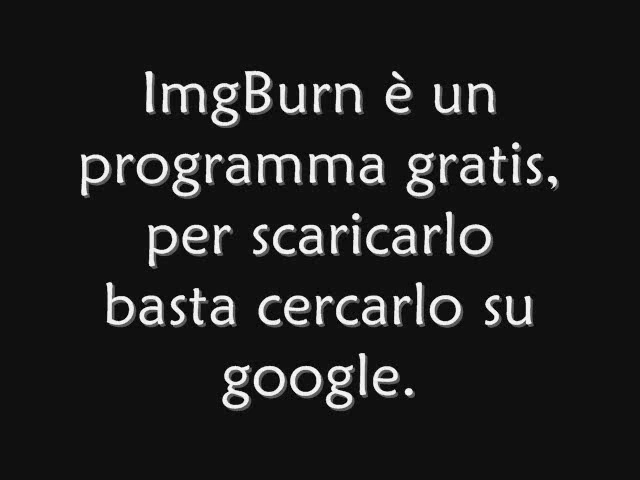 ImgBurn è un
programma gratis,
per scaricarlo
basta cercarlo su
google.